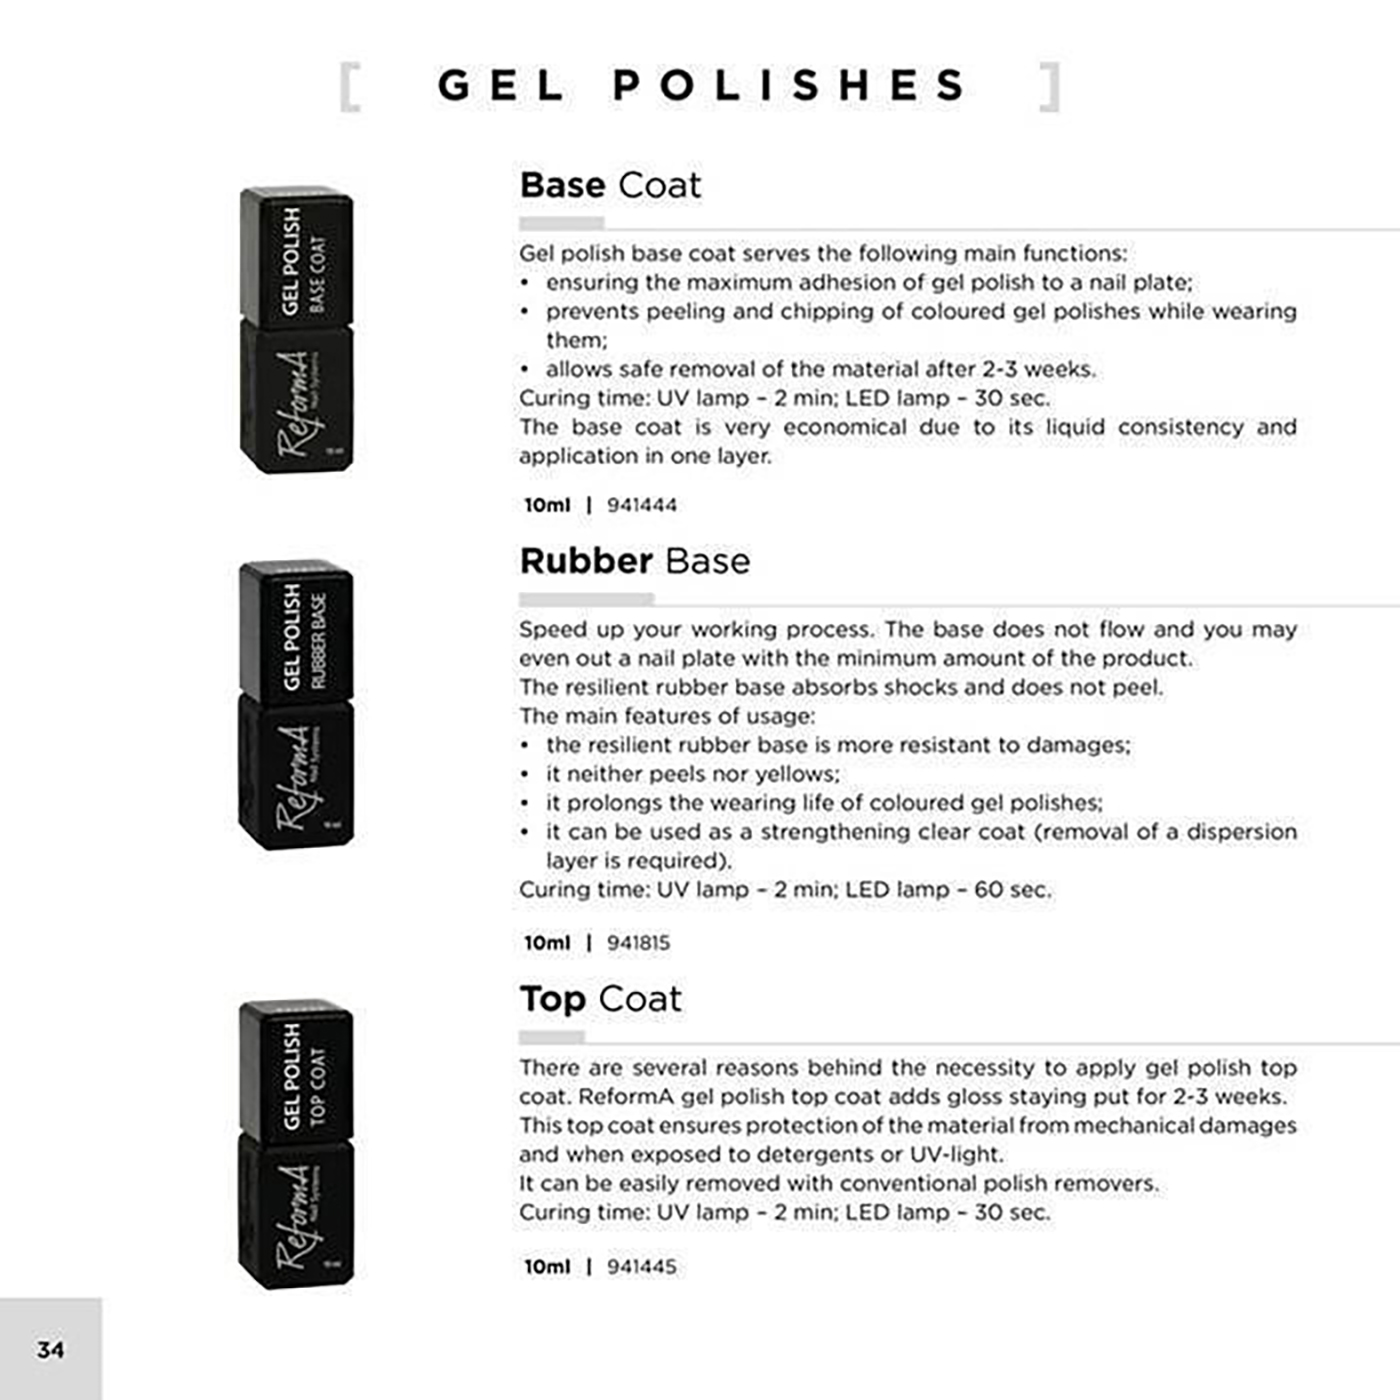 [ GEL POLISHES ]
GEL POLISH
BASE COAT
ReformA
Nail Systems
10 ml
Base Coat
Gel polish base coat serves the following main functions:
• ensuring the maximum adhesion of gel polish to a nail plate;
• prevents peeling and chipping of coloured gel polishes while wearing
them;
• allows safe removal of the material after 2-3 weeks.
Curing time: UV lamp – 2 min; LED lamp – 30 sec.
The base coat is very economical due to its liquid consistency and
application in one layer.
10ml | 941444
GEL POLISH
RUBBER BASE
ReformA
Nail Systems
10 ml
Rubber Base
Speed up your working process. The base does not flow and you may
even out a nail plate with the minimum amount of the product.
The resilient rubber base absorbs shocks and does not peel.
The main features of usage:
• the resilient rubber base is more resistant to damages;
• it neither peels nor yellows;
• it prolongs the wearing life of coloured gel polishes;
• it can be used as a strengthening clear coat (removal of a dispersion
layer is required).
Curing time: UV lamp – 2 min; LED lamp – 60 sec.
10ml | 941815
GEL POLISH
TOP COAT
ReformA
Nail Systems
10 ml
Top Coat
There are several reasons behind the necessity to apply gel polish top
coat. ReformA gel polish top coat adds gloss staying put for 2-3 weeks.
This top coat ensures protection of the material from mechanical damages
and when exposed to detergents or UV-light.
It can be easily removed with conventional polish removers.
Curing time: UV lamp – 2 min; LED lamp – 30 sec.
10ml | 941445
34